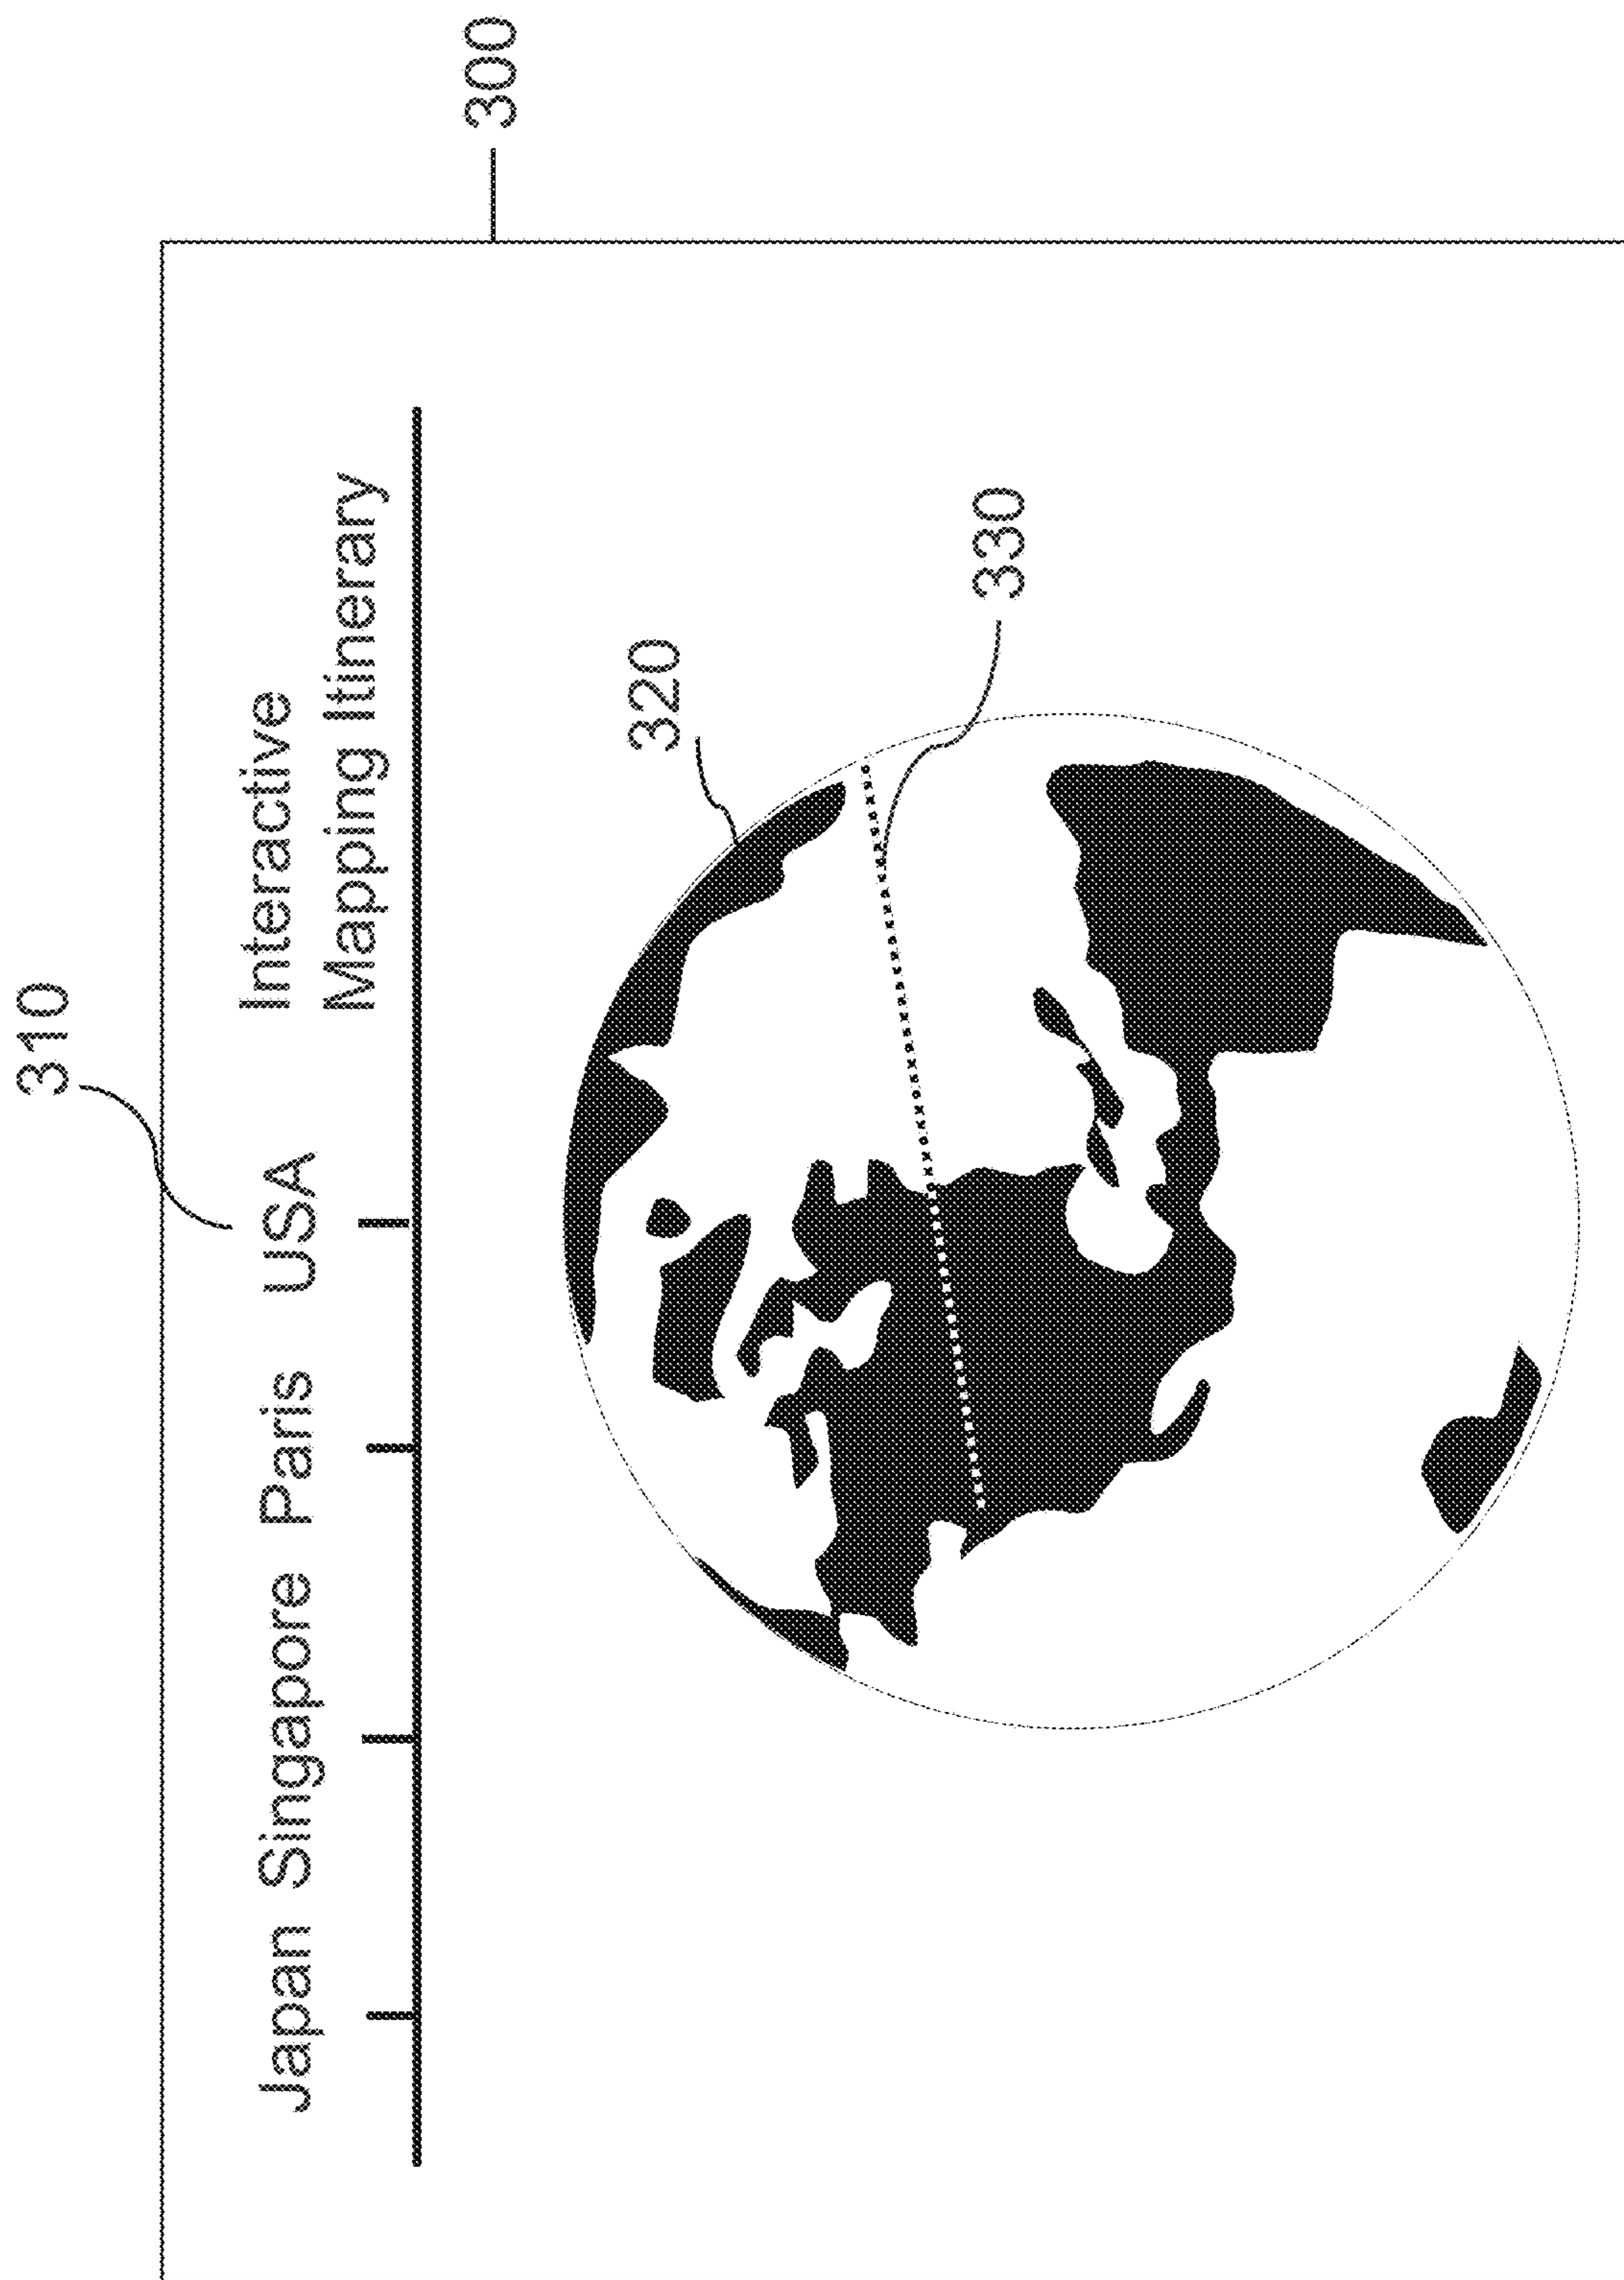 310
300
Interactive
Japan Singapore Paris USA
Mapping Itinerary
320
330